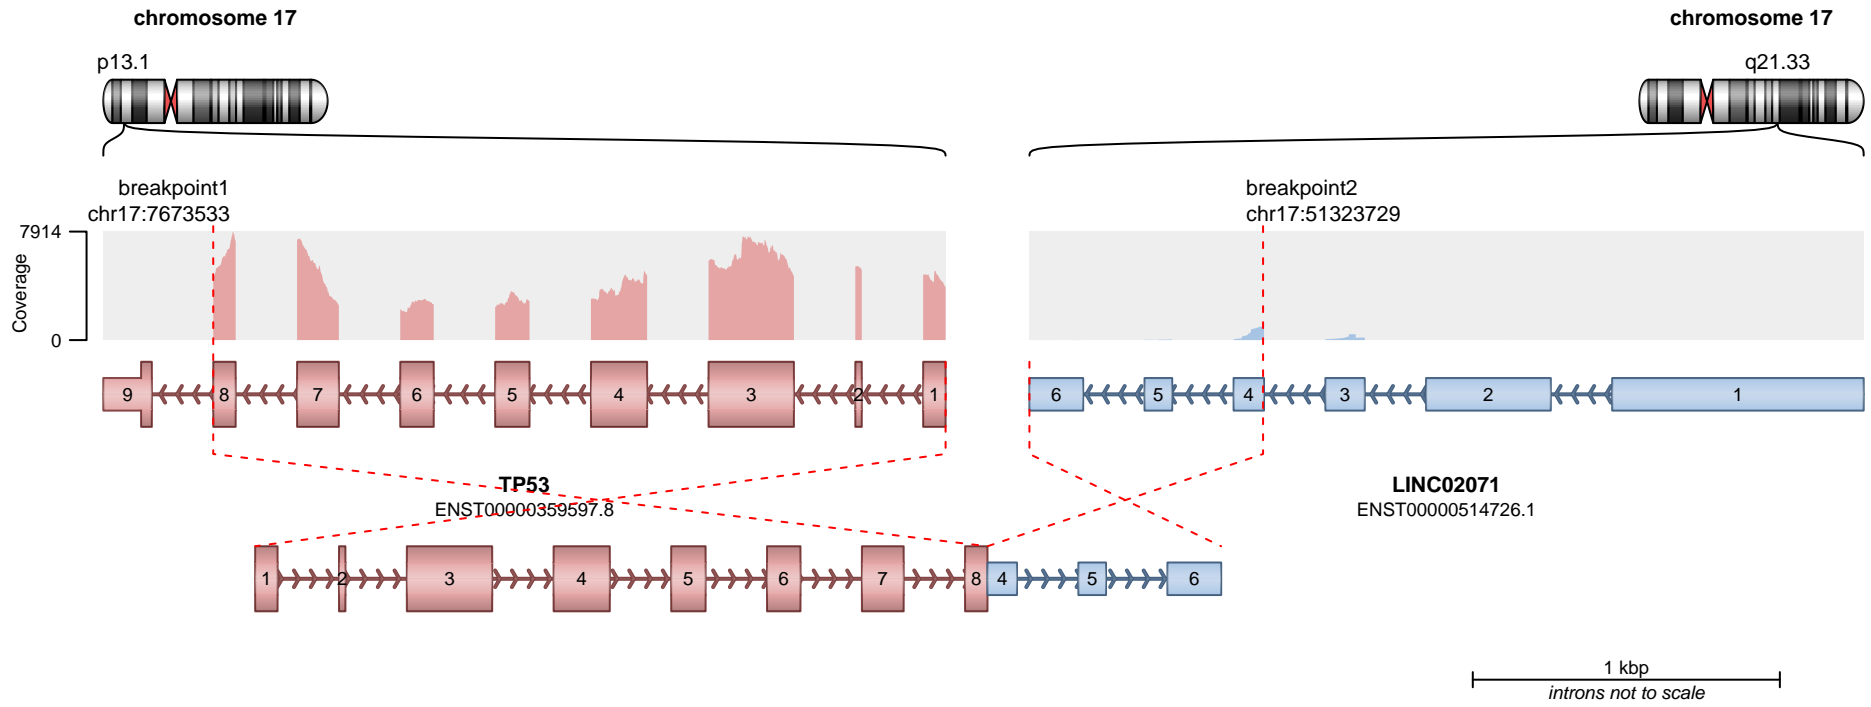 chromosome 17
chromosome 17
p13.1
q21.33
breakpoint1
chr17:7673533
breakpoint2
chr17:51323729
7914
Coverage
0
9 8 7 6 5 4 3 2 1
6 5 4 3 2 1
TP53
ENST00000359597.8
LINC02071
ENST00000514726.1
1 2 3 4 5 6 7 8 4 5 6
1 kbp
introns not to scale